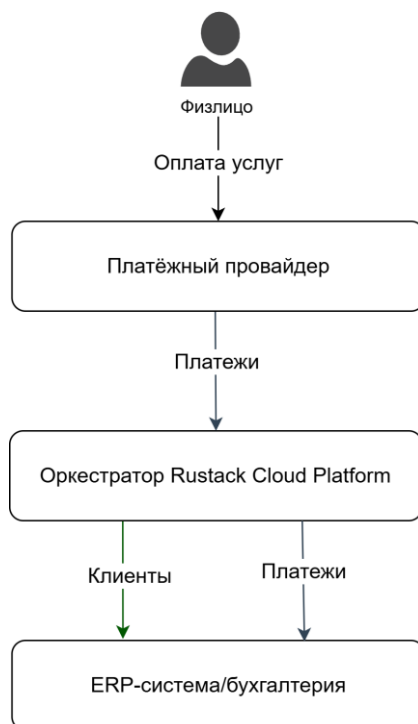 Физлицо
Оплата услуг
Платёжный провайдер
Платежи
Оркестратор Rustack Cloud Platform
Клиенты
Платежи
ERP-система/бухгалтерия